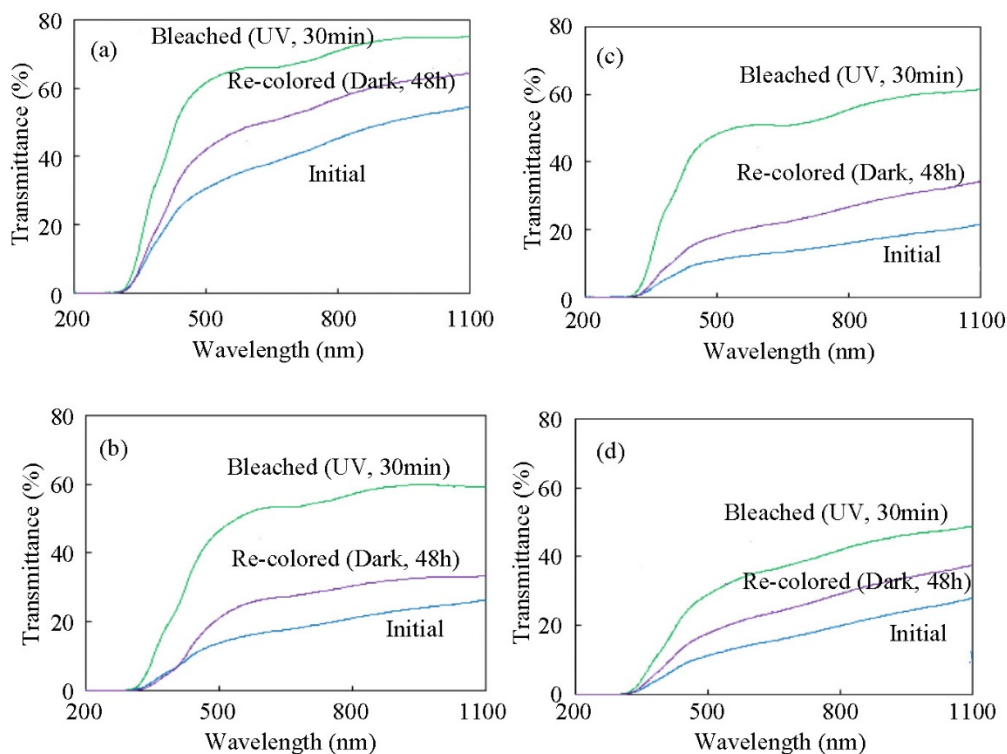 (a)
80
60
40
20
0
Transmittance (%)
Bleached (UV, 30min)
Re-colored (Dark, 48h)
Initial
200 500 800 1100
Wavelength (nm)
(c)
80
60
40
20
0
Transmittance (%)
Bleached (UV, 30min)
Re-colored (Dark, 48h)
Initial
200 500 800 1100
Wavelength (nm)
(b)
80
60
40
20
0
Transmittance (%)
Bleached (UV, 30min)
Re-colored (Dark, 48h)
Initial
200 500 800 1100
Wavelength (nm)
(d)
80
60
40
20
0
Transmittance (%)
Bleached (UV, 30min)
Re-colored (Dark, 48h)
Initial
200 500 800 1100
Wavelength (nm)